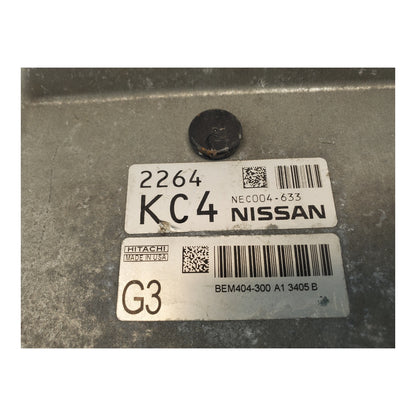 2264
NEC004-633
KC4 NISSAN
HITACHI
MADE IN USA
G3
BEM404-300 A1 3405 B